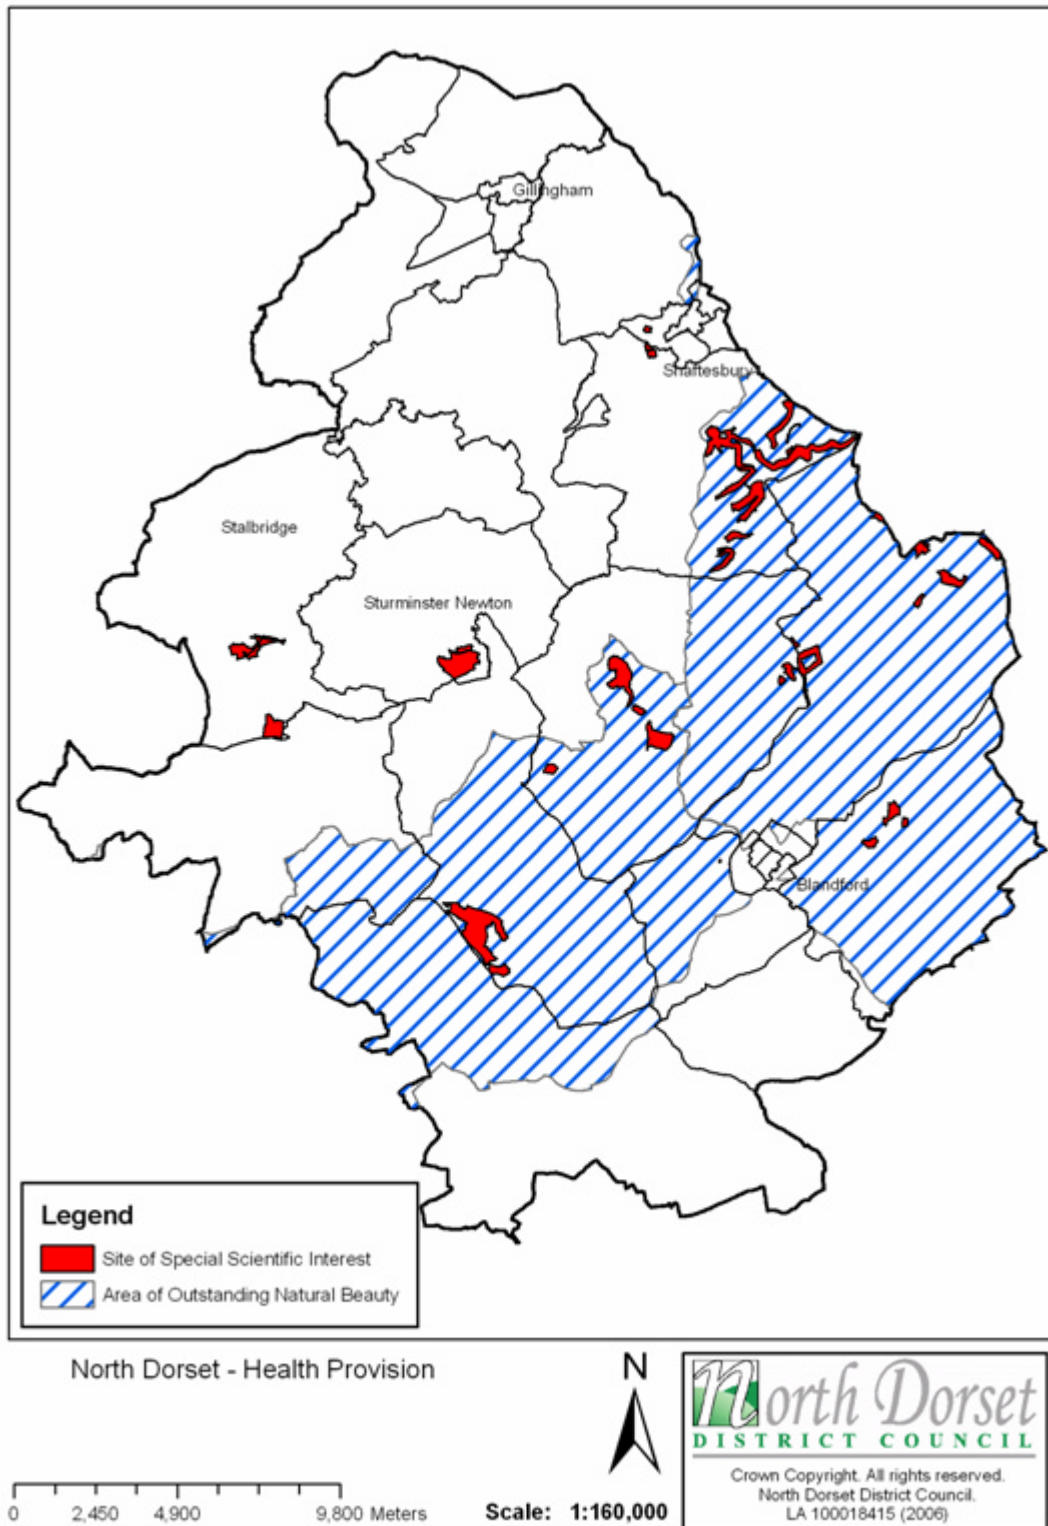 Gillingham
Shaftesbury
Stalbridge
Sturminster Newton
Blandford
Legend
Site of Special Scientific Interest
Area of Outstanding Natural Beauty
North Dorset - Health Provision
N
0 2,450 4,900 9,800 Meters
Scale: 1:160,000
North Dorset
DISTRICT COUNCIL
Crown Copyright. All rights reserved.
North Dorset District Council.
LA 100018415 (2006)